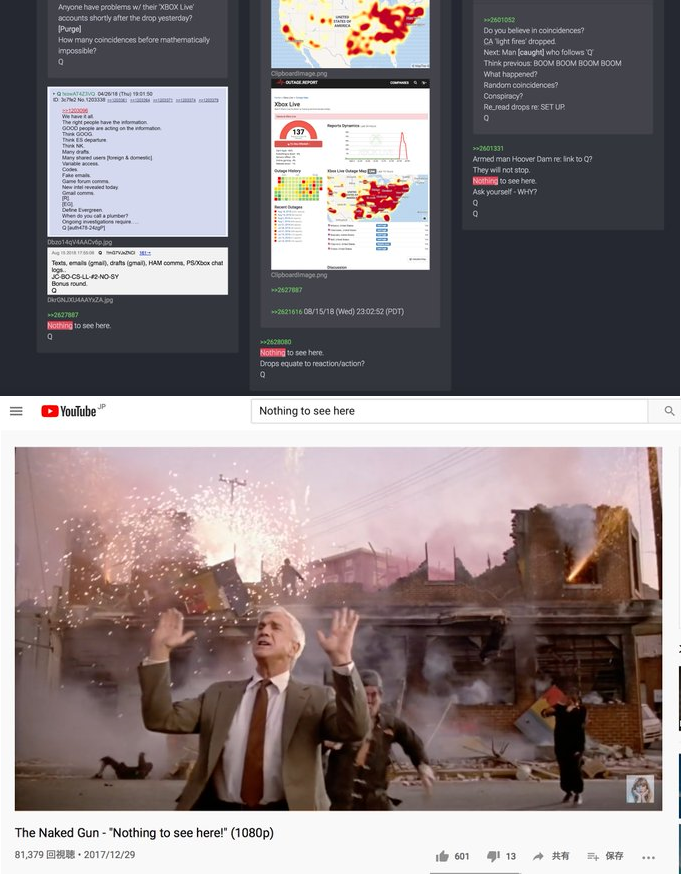 Anyone have problems w/ their 'XBOX Live'
accounts shortly after the drop yesterday?
[Purge]
How many coincidences before mathematically
impossible?
Q
04/26/18 (Thu) 19:01:50
We have it all.
The right people have the information.
GOOD people are acting on the information.
Think GOOG.
Think ES departure.
Think NK.
Many drafts.
Many shared users [foreign & domestic].
Variable access.
Codes.
Fake emails.
Game forum comms.
New intel revealed today.
Gmail comms.
[R]
[EG].
Define Evergreen.
When do you call a plumber?
Ongoing investigations require.....
Dbzo14qV4AACv6p.jpg
Texts, emails (gmail), drafts (gmail), HAM comms, PS/Xbox chat
logs..
JC-BO-CS-LL-#2-NO-SY
Bonus round.
Q
DkrGNJXU4AAYxZA.jpg
>>2627887
Nothing to see here.
Q
UNITED
STATES OF
AMERICA
ClipboardImage.png
OUTAGE.REPORT
COMPANIES
Xbox Live
137
Reports Dynamics
Outage History
Xbox Live Outage Map
Recent Outages
Discussion
ClipboardImage.png
>>2627887
>>2621616 08/15/18 (Wed) 23:02:52 (PDT)
>>2628080
Nothing to see here.
Drops equate to reaction/action?
Q
>>2601052
Do you believe in coincidences?
CA 'light fires' dropped.
Next: Man [caught] who follows 'Q'
Think previous: BOOM BOOM BOOM BOOM
What happened?
Random coincidences?
Conspiracy?
Re_read drops re: SET UP.
Q
>>2601331
Armed man Hoover Dam re: link to Q?
They will not stop.
Nothing to see here.
Ask yourself - WHY?
Q
Q
YouTube JP
Nothing to see here
The Naked Gun - "Nothing to see here!" (1080p)
81,379 回視聴 • 2017/12/29
601
13
共有
保存